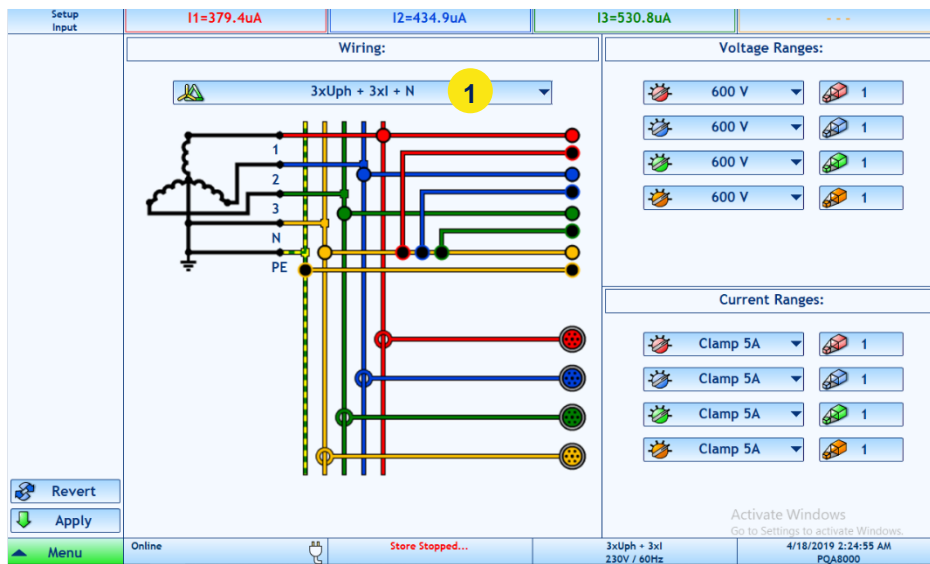 Setup
Input
I1=379.4uA
I2=434.9uA
I3=530.8uA
- - -
Wiring:
3xUph + 3xI + N
1
1
2
3
N
PE
Voltage Ranges:
600 V
1
600 V
1
600 V
1
600 V
1
Current Ranges:
Clamp 5A
1
Clamp 5A
1
Clamp 5A
1
Clamp 5A
1
Revert
Apply
Menu
Activate Windows
Go to Settings to activate Windows.
Online
Store Stopped...
3xUph + 3xI
230V / 60Hz
4/18/2019 2:24:55 AM
PQA8000